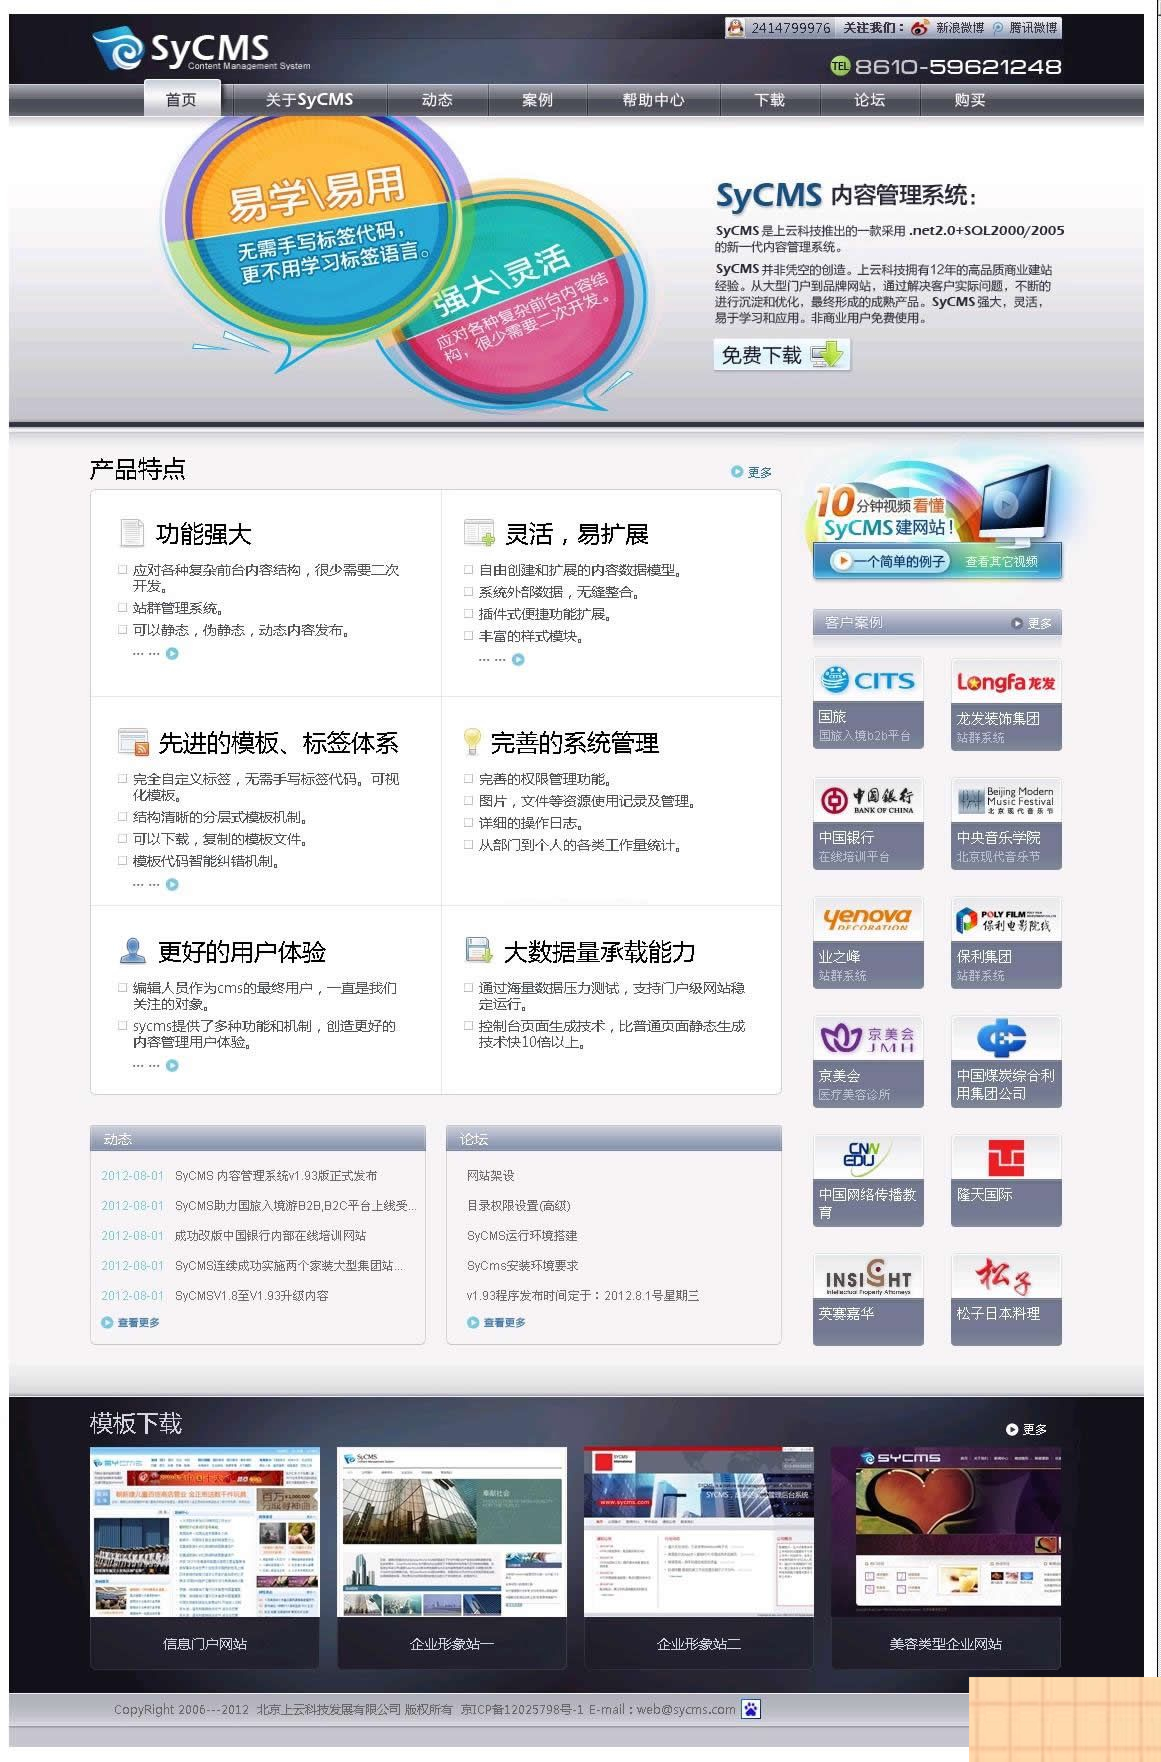 SyCMS
Content Management System
2414799976 关注我们： 新浪微博 腾讯微博
TEL 8610-59621248
首页 关于SyCMS 动态 案例 帮助中心 下载 论坛 购买
易学\易用
无需手写标签代码，
更不用学习标签语言。
强大\灵活
应对各种复杂前台内容结
构，很少需要二次开发。
SyCMS 内容管理系统：
SyCMS 是上云科技推出的一款采用 .net2.0+SQL2000/2005
的新一代内容管理系统。
SyCMS 并非凭空的创造。上云科技拥有12年的高品质商业建站
经验。从大型门户到品牌网站，通过解决客户实际问题，不断的
进行沉淀和优化，最终形成的成熟产品。SyCMS 强大，灵活，
易于学习和应用。非商业用户免费使用。
免费下载
产品特点
更多
功能强大
应对各种复杂前台内容结构，很少需要二次
开发。
站群管理系统。
可以静态，伪静态，动态内容发布。
... ...
灵活，易扩展
自由创建和扩展的内容数据模型。
系统外部数据，无缝整合。
插件式便捷功能扩展。
丰富的样式模块。
... ...
先进的模板、标签体系
完全自定义标签，无需手写标签代码。可视
化模板。
结构清晰的分层式模板机制。
可以下载，复制的模板文件。
模板代码智能纠错机制。
... ...
完善的系统管理
完善的权限管理功能。
图片，文件等资源使用记录及管理。
详细的操作日志。
从部门到个人的各类工作量统计。
更好的用户体验
编辑人员作为cms的最终用户，一直是我们
关注的对象。
sycms提供了多种功能和机制，创造更好的
内容管理用户体验。
... ...
大数据量承载能力
通过海量数据压力测试，支持门户级网站稳
定运行。
控制台页面生成技术，比普通页面静态生成
技术快10倍以上。
动态
2012-08-01 SyCMS 内容管理系统v1.93版正式发布
2012-08-01 SyCMS助力国旅入境游B2B,B2C平台上线受...
2012-08-01 成功改版中国银行内部在线培训网站
2012-08-01 SyCMS连续成功实施两个家装大型集团站...
2012-08-01 SyCMSV1.8至V1.93升级内容
查看更多
论坛
网站架设
目录权限设置(高级)
SyCMS运行环境搭建
SyCms安装环境要求
v1.93程序发布时间定于：2012.8.1号星期三
查看更多
10分钟视频 看懂
SyCMS 建网站！
一个简单的例子 查看其它视频
客户案例 更多
CITS
国旅
国旅入境b2b平台
Longfa 龙发
龙发装饰集团
站群系统
中国银行
BANK OF CHINA
中国银行
在线培训平台
Beijing Modern
Music Festival
北京现代音乐节
中央音乐学院
北京现代音乐节
yenova
DECORATION
业之峰
站群系统
POLY FILM
保利电影院线
保利集团
站群系统
京美会
JMH
京美会
医疗美容诊所
中国煤炭综合利
用集团公司
CNW
EDU
中国网络传播教
育
隆天国际
INSIGHT
Intellectual Property Attorneys
英赛嘉华
松子
松子日本料理
模板下载
更多
SYCMS
SyCMS
奉献社会
www.sycms.com
SYCMS
信息门户网站 企业形象站一 企业形象站二 美容类型企业网站
CopyRight 2006---2012 北京上云科技发展有限公司 版权所有 京ICP备12025798号-1 E-mail：web@sycms.com